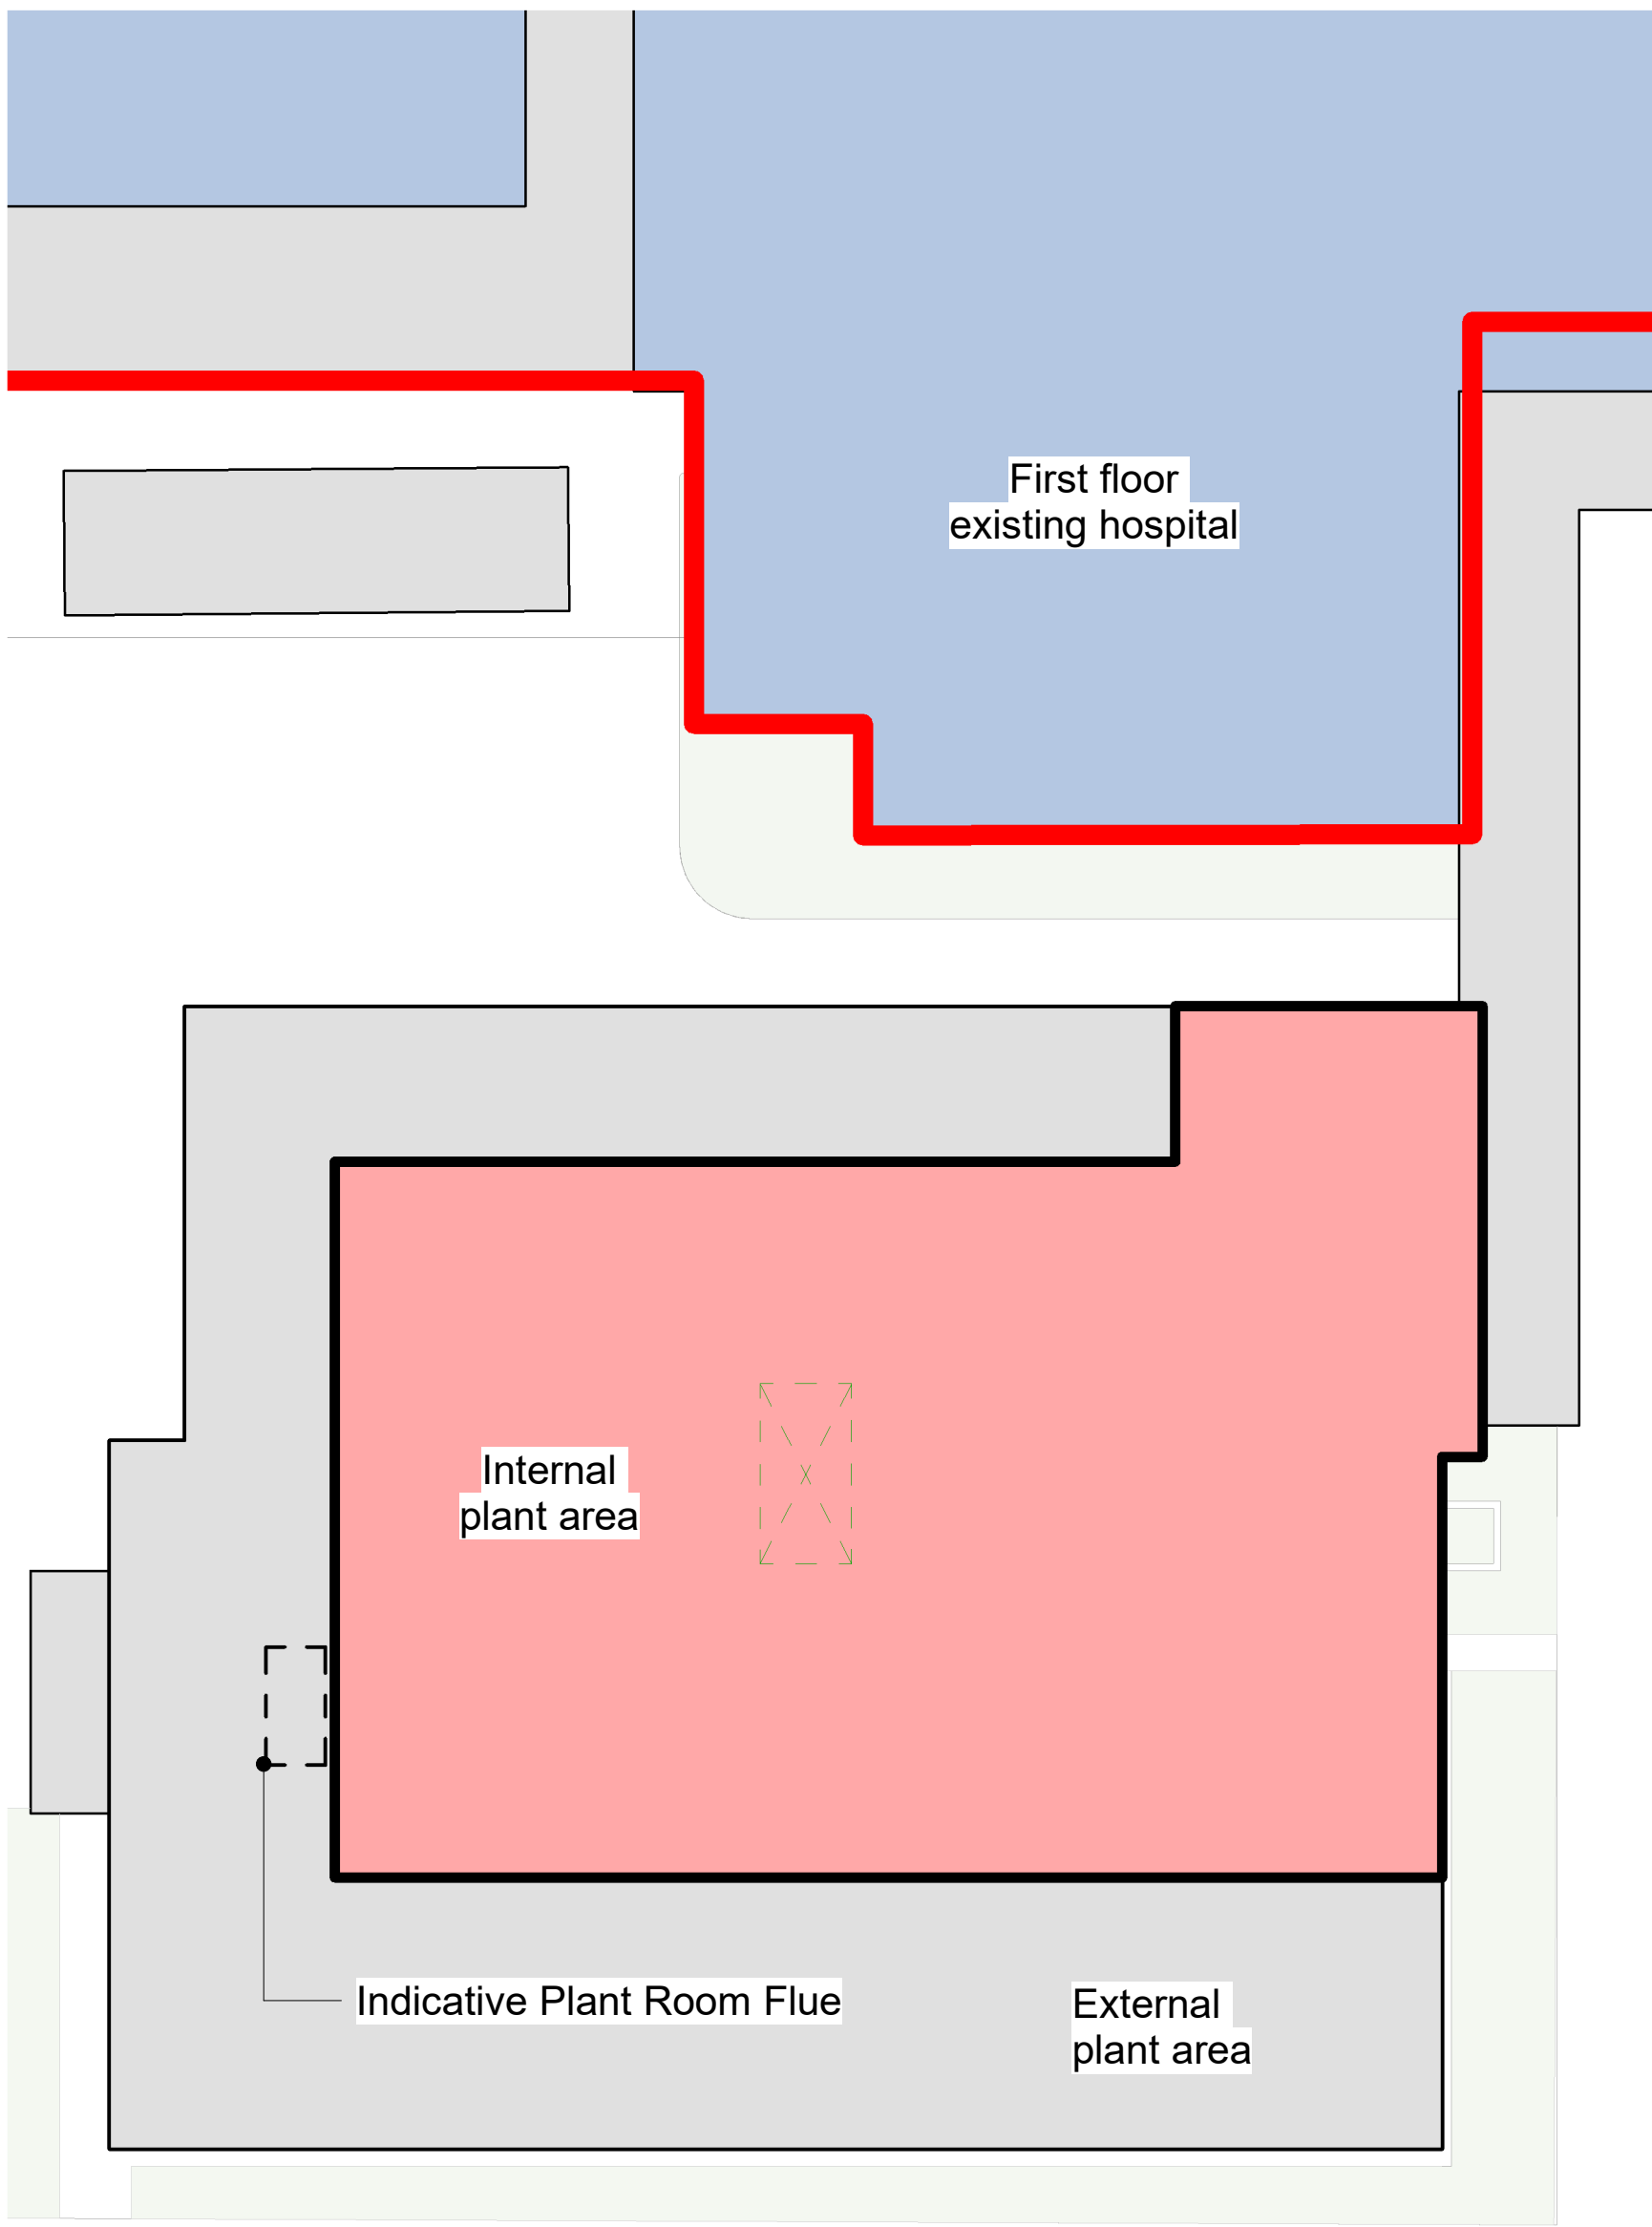 First floor
existing hospital
Internal
plant area
Indicative Plant Room Flue
External
plant area